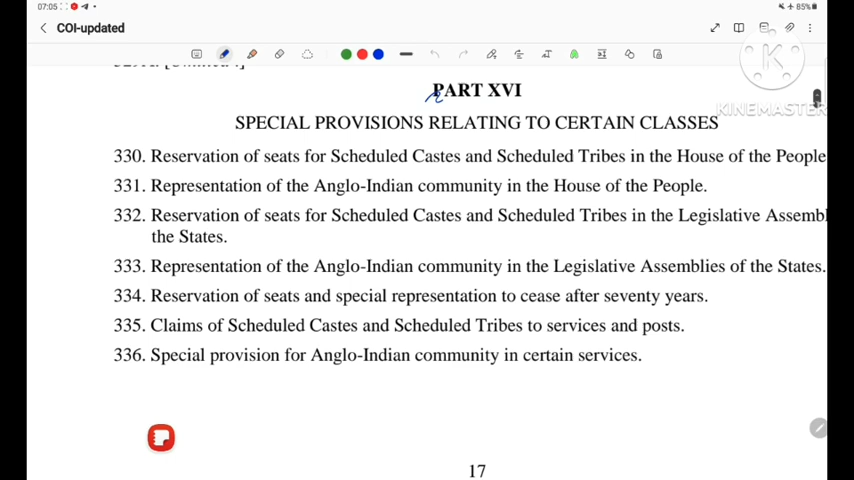 07:05
85%
COI-updated
KINEMASTER
PART XVI
SPECIAL PROVISIONS RELATING TO CERTAIN CLASSES
330. Reservation of seats for Scheduled Castes and Scheduled Tribes in the House of the People
331. Representation of the Anglo-Indian community in the House of the People.
332. Reservation of seats for Scheduled Castes and Scheduled Tribes in the Legislative Assembl
the States.
333. Representation of the Anglo-Indian community in the Legislative Assemblies of the States.
334. Reservation of seats and special representation to cease after seventy years.
335. Claims of Scheduled Castes and Scheduled Tribes to services and posts.
336. Special provision for Anglo-Indian community in certain services.
17